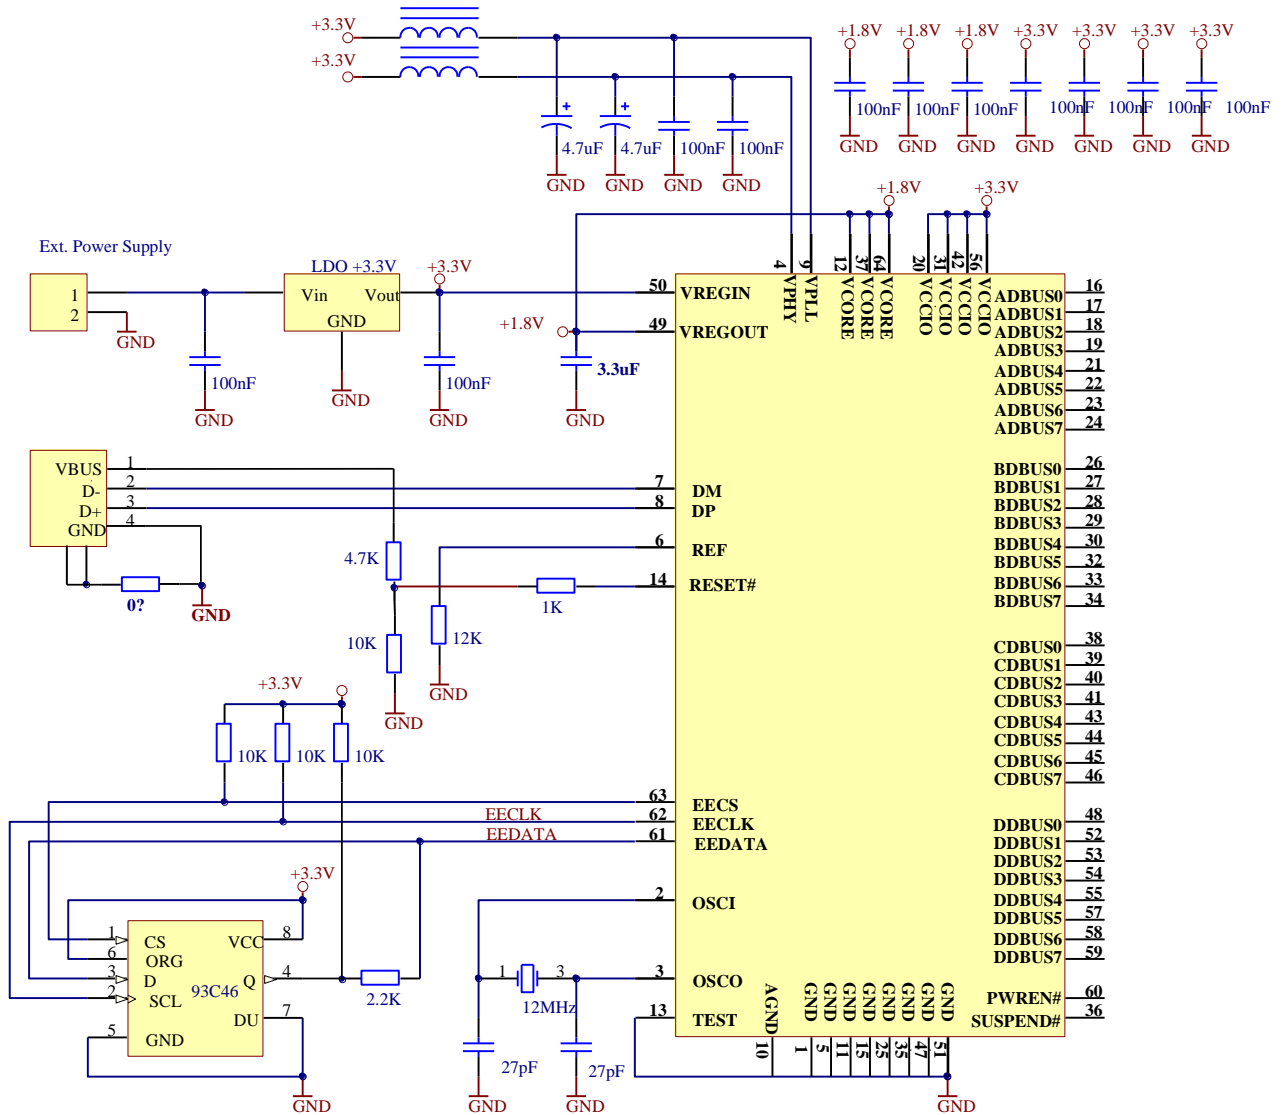 +3.3V
+3.3V
4.7uF
4.7uF
100nF
100nF
GND
GND
GND
GND
+1.8V
+1.8V
+1.8V
+3.3V
+3.3V
+3.3V
+3.3V
100nF
100nF
100nF
100nF
100nF
100nF
100nF
GND
GND
GND
GND
GND
GND
GND
+1.8V
+3.3V
Ext. Power Supply
1
2
GND
100nF
GND
LDO +3.3V
Vin
Vout
GND
GND
+3.3V
100nF
GND
+1.8V
3.3uF
GND
VBUS
D-
D+
GND
1
2
3
4
0?
GND
4.7K
10K
GND
1K
12K
GND
+3.3V
10K
10K
10K
EECLK
EEDATA
+3.3V
CS
ORG
D
SCL
GND
VCC
Q
DU
93C46
1
6
3
2
5
8
4
7
2.2K
GND
1
3
12MHz
27pF
27pF
GND
GND
50 VREGIN
49 VREGOUT
7 DM
8 DP
6 REF
14 RESET#
63 EECS
62 EECLK
61 EEDATA
2 OSCI
3 OSCO
13 TEST
4 VPHY
9 VPLL
12 VCORE
37 VCORE
64 VCORE
20 VCCIO
31 VCCIO
42 VCCIO
56 VCCIO
ADBUS0 16
ADBUS1 17
ADBUS2 18
ADBUS3 19
ADBUS4 21
ADBUS5 22
ADBUS6 23
ADBUS7 24
BDBUS0 26
BDBUS1 27
BDBUS2 28
BDBUS3 29
BDBUS4 30
BDBUS5 32
BDBUS6 33
BDBUS7 34
CDBUS0 38
CDBUS1 39
CDBUS2 40
CDBUS3 41
CDBUS4 43
CDBUS5 44
CDBUS6 45
CDBUS7 46
DDBUS0 48
DDBUS1 52
DDBUS2 53
DDBUS3 54
DDBUS4 55
DDBUS5 57
DDBUS6 58
DDBUS7 59
PWREN# 60
SUSPEND# 36
AGND 10
GND 1
GND 5
GND 11
GND 15
GND 25
GND 35
GND 47
GND 51
GND